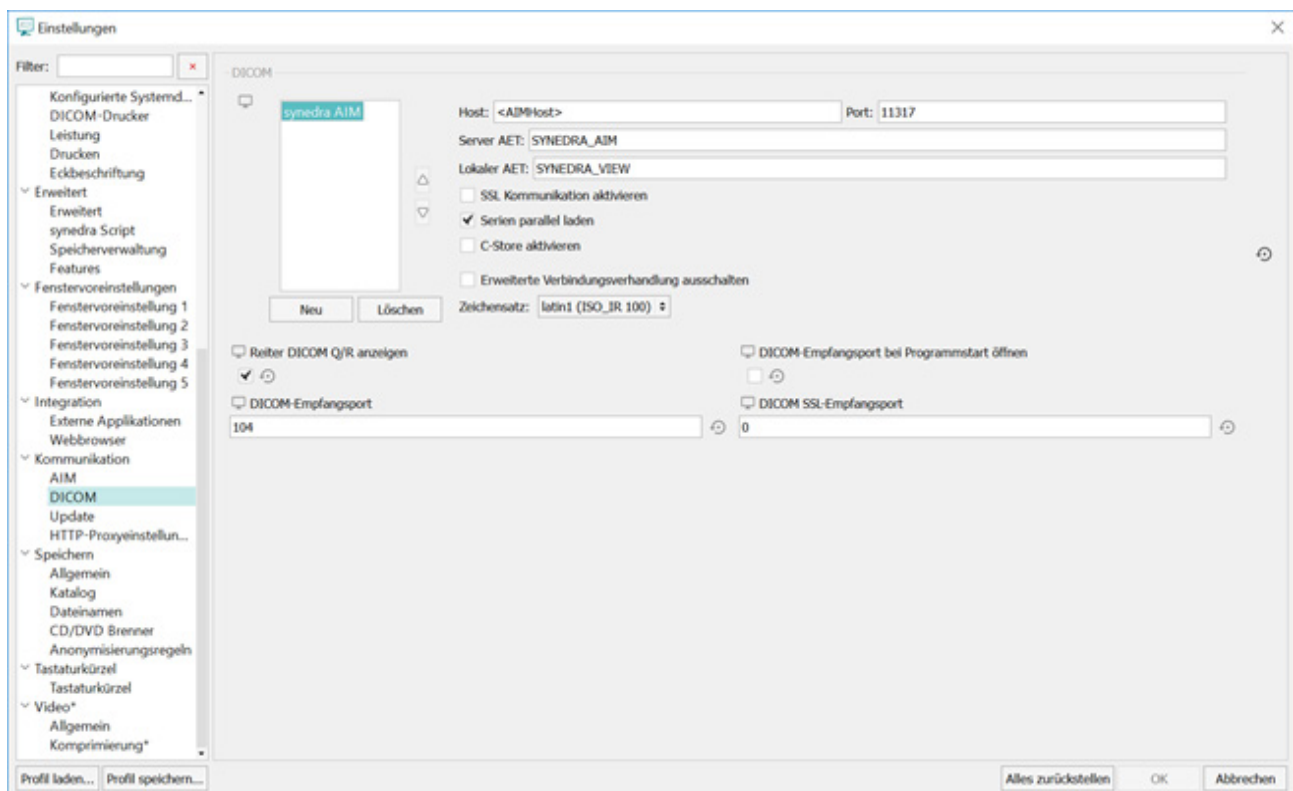 Einstellungen
Filter:
Konfigurierte Systemd...
DICOM-Drucker
Leistung
Drucken
Eckbeschriftung
Erweitert
Erweitert
synedra Script
Speicherverwaltung
Features
Fenstervoreinstellungen
Fenstervoreinstellung 1
Fenstervoreinstellung 2
Fenstervoreinstellung 3
Fenstervoreinstellung 4
Fenstervoreinstellung 5
Integration
Externe Applikationen
Webbrowser
Kommunikation
AIM
DICOM
Update
HTTP-Proxyeinstellun...
Speichern
Allgemein
Katalog
Dateinamen
CD/DVD Brenner
Anonymisierungsregeln
Tastaturkürzel
Tastaturkürzel
Video*
Allgemein
Komprimierung*
Profil laden... Profil speichern...
DICOM
synedra AIM
Neu Löschen
Host: <AIMHost> Port: 11317
Server AET: SYNEDRA_AIM
Lokaler AET: SYNEDRA_VIEW
SSL Kommunikation aktivieren
Serien parallel laden
C-Store aktivieren
Erweiterte Verbindungsverhandlung ausschalten
Zeichensatz: latin1 (ISO_IR 100)
Reiter DICOM Q/R anzeigen
DICOM-Empfangsport bei Programmstart öffnen
DICOM-Empfangsport
104
DICOM SSL-Empfangsport
0
Alles zurückstellen OK Abbrechen